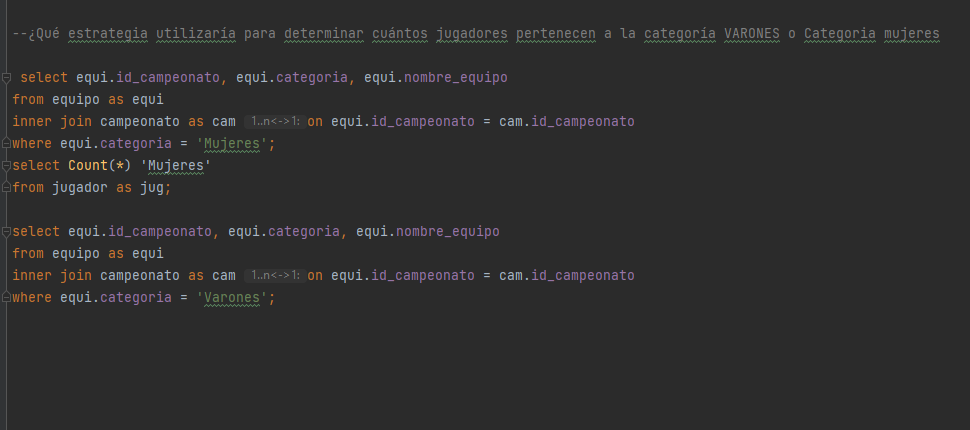 --¿Qué estrategia utilizaría para determinar cuántos jugadores pertenecen a la categoría VARONES o Categoria mujeres
select equi.id_campeonato, equi.categoria, equi.nombre_equipo
from equipo as equi
inner join campeonato as cam 1..n<->1: on equi.id_campeonato = cam.id_campeonato
where equi.categoria = 'Mujeres';
select Count(*) 'Mujeres'
from jugador as jug;
select equi.id_campeonato, equi.categoria, equi.nombre_equipo
from equipo as equi
inner join campeonato as cam 1..n<->1: on equi.id_campeonato = cam.id_campeonato
where equi.categoria = 'Varones';